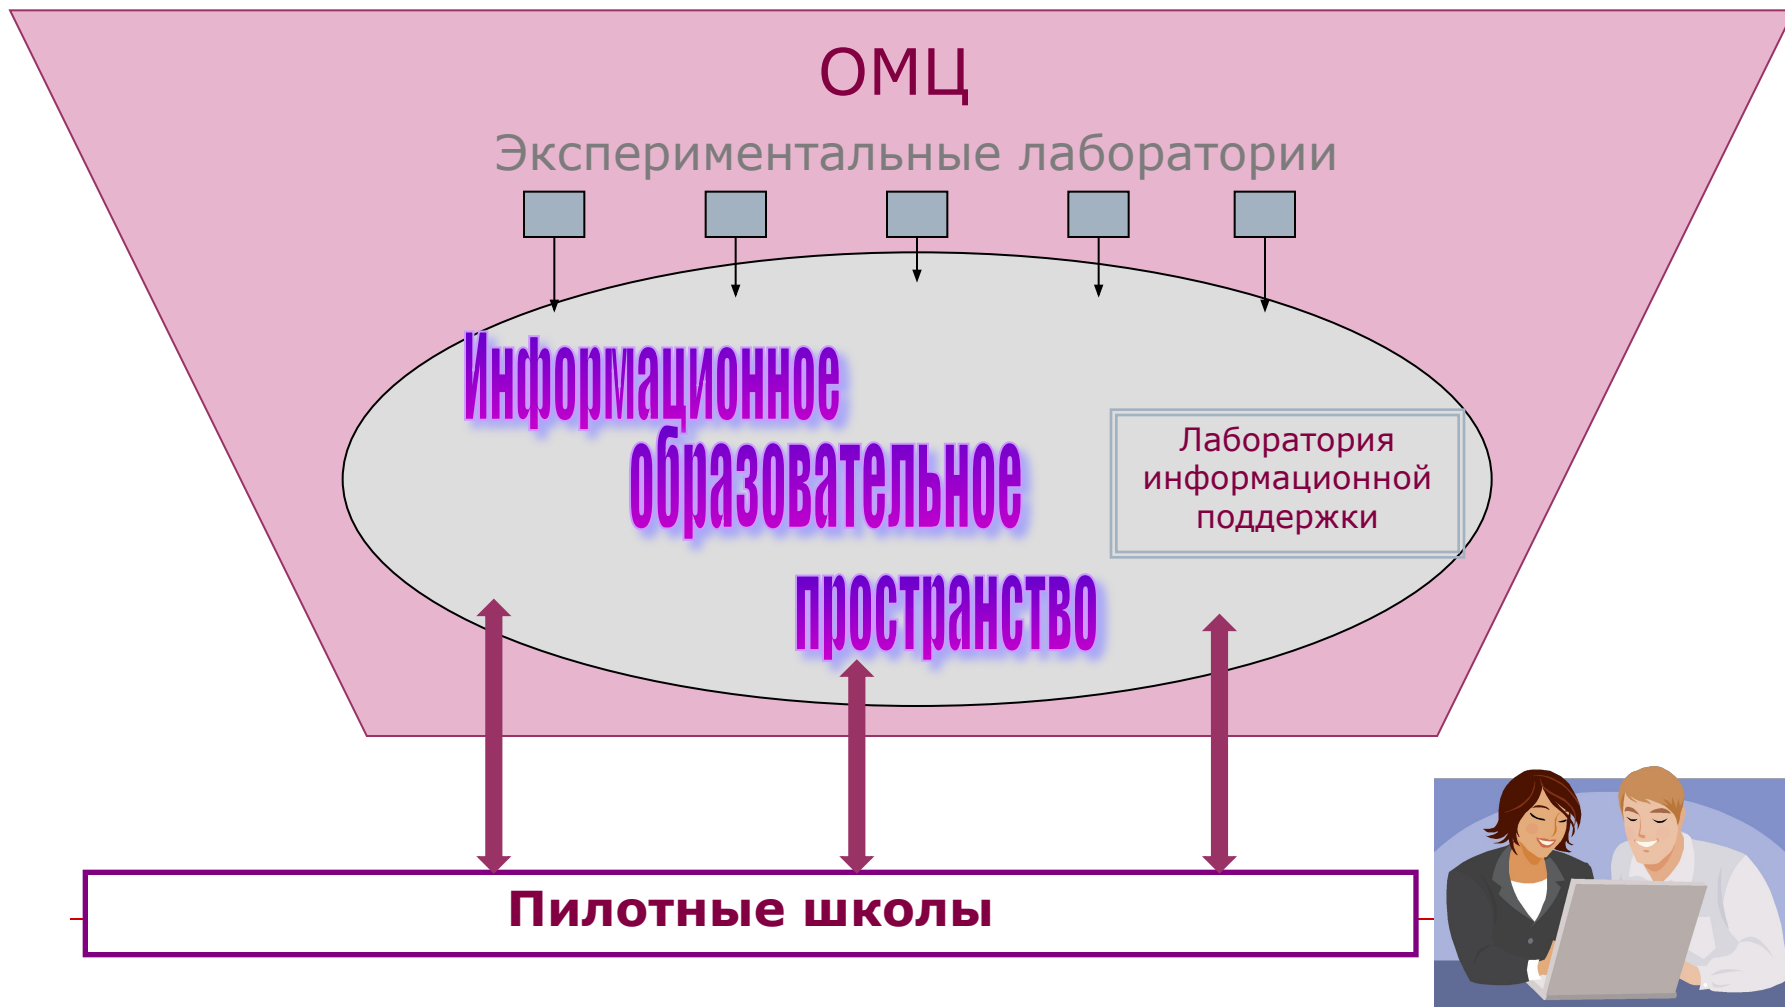 ОМЦ
Экспериментальные лаборатории
Информационное
образовательное
пространство
Лаборатория
информационной
поддержки
Пилотные школы